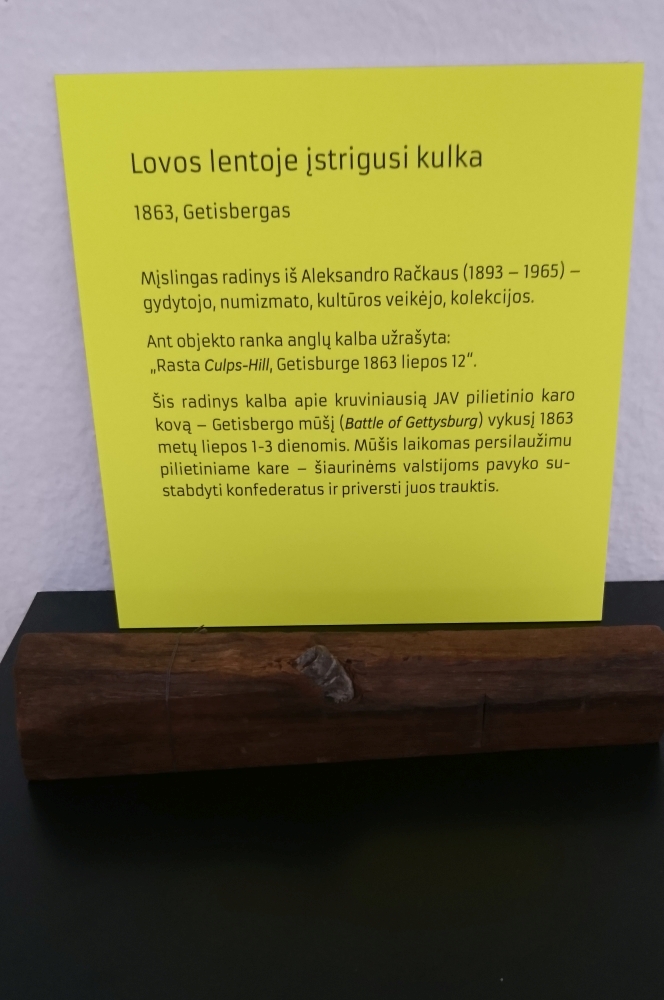 Lovos lentoje įstrigusi kulka
1863, Getisbergas
Mįslingas radinys iš Aleksandro Račkaus (1893 – 1965) –
gydytojo, numizmato, kultūros veikėjo, kolekcijos.
Ant objekto ranka anglų kalba užrašyta:
„Rasta Culps-Hill, Getisburge 1863 liepos 12“.
Šis radinys kalba apie kruviniausią JAV pilietinio karo
kovą – Getisbergo mūšį (Battle of Gettysburg) vykusį 1863
metų liepos 1-3 dienomis. Mūšis laikomas persilaužimu
pilietiniame kare – šiaurinėms valstijoms pavyko su-
stabdyti konfederatus ir priversti juos trauktis.